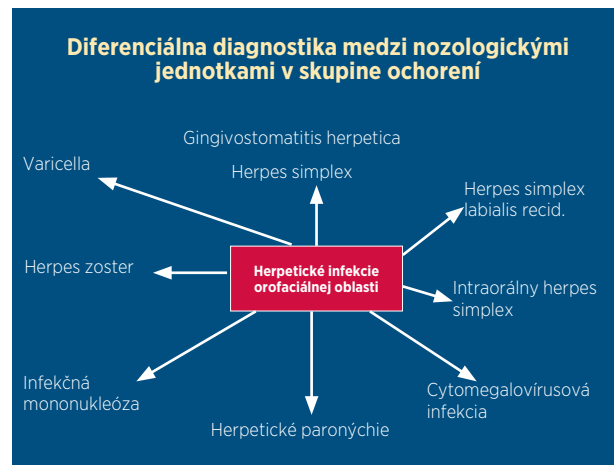 Diferenciálna diagnostika medzi nozologickými
jednotkami v skupine ochorení
Gingivostomatitis herpetica
Herpes simplex
Varicella
Herpes simplex
labialis recid.
Herpes zoster
Herpetické infekcie
orofaciálnej oblasti
Intraorálny herpes
simplex
Infekčná
mononukleóza
Herpetické paronýchie
Cytomegalovírusová
infekcia